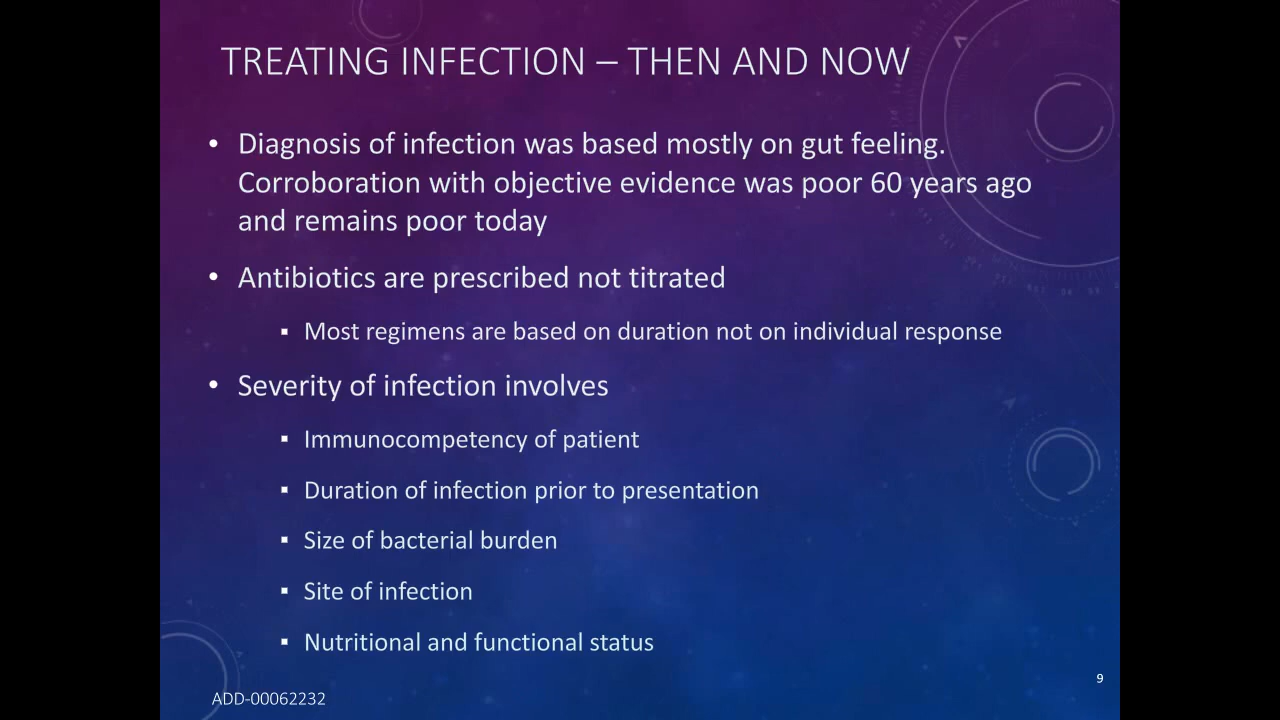 TREATING INFECTION – THEN AND NOW
• Diagnosis of infection was based mostly on gut feeling.
Corroboration with objective evidence was poor 60 years ago
and remains poor today
• Antibiotics are prescribed not titrated
▪ Most regimens are based on duration not on individual response
• Severity of infection involves
▪ Immunocompetency of patient
▪ Duration of infection prior to presentation
▪ Size of bacterial burden
▪ Site of infection
▪ Nutritional and functional status
9
ADD-00062232